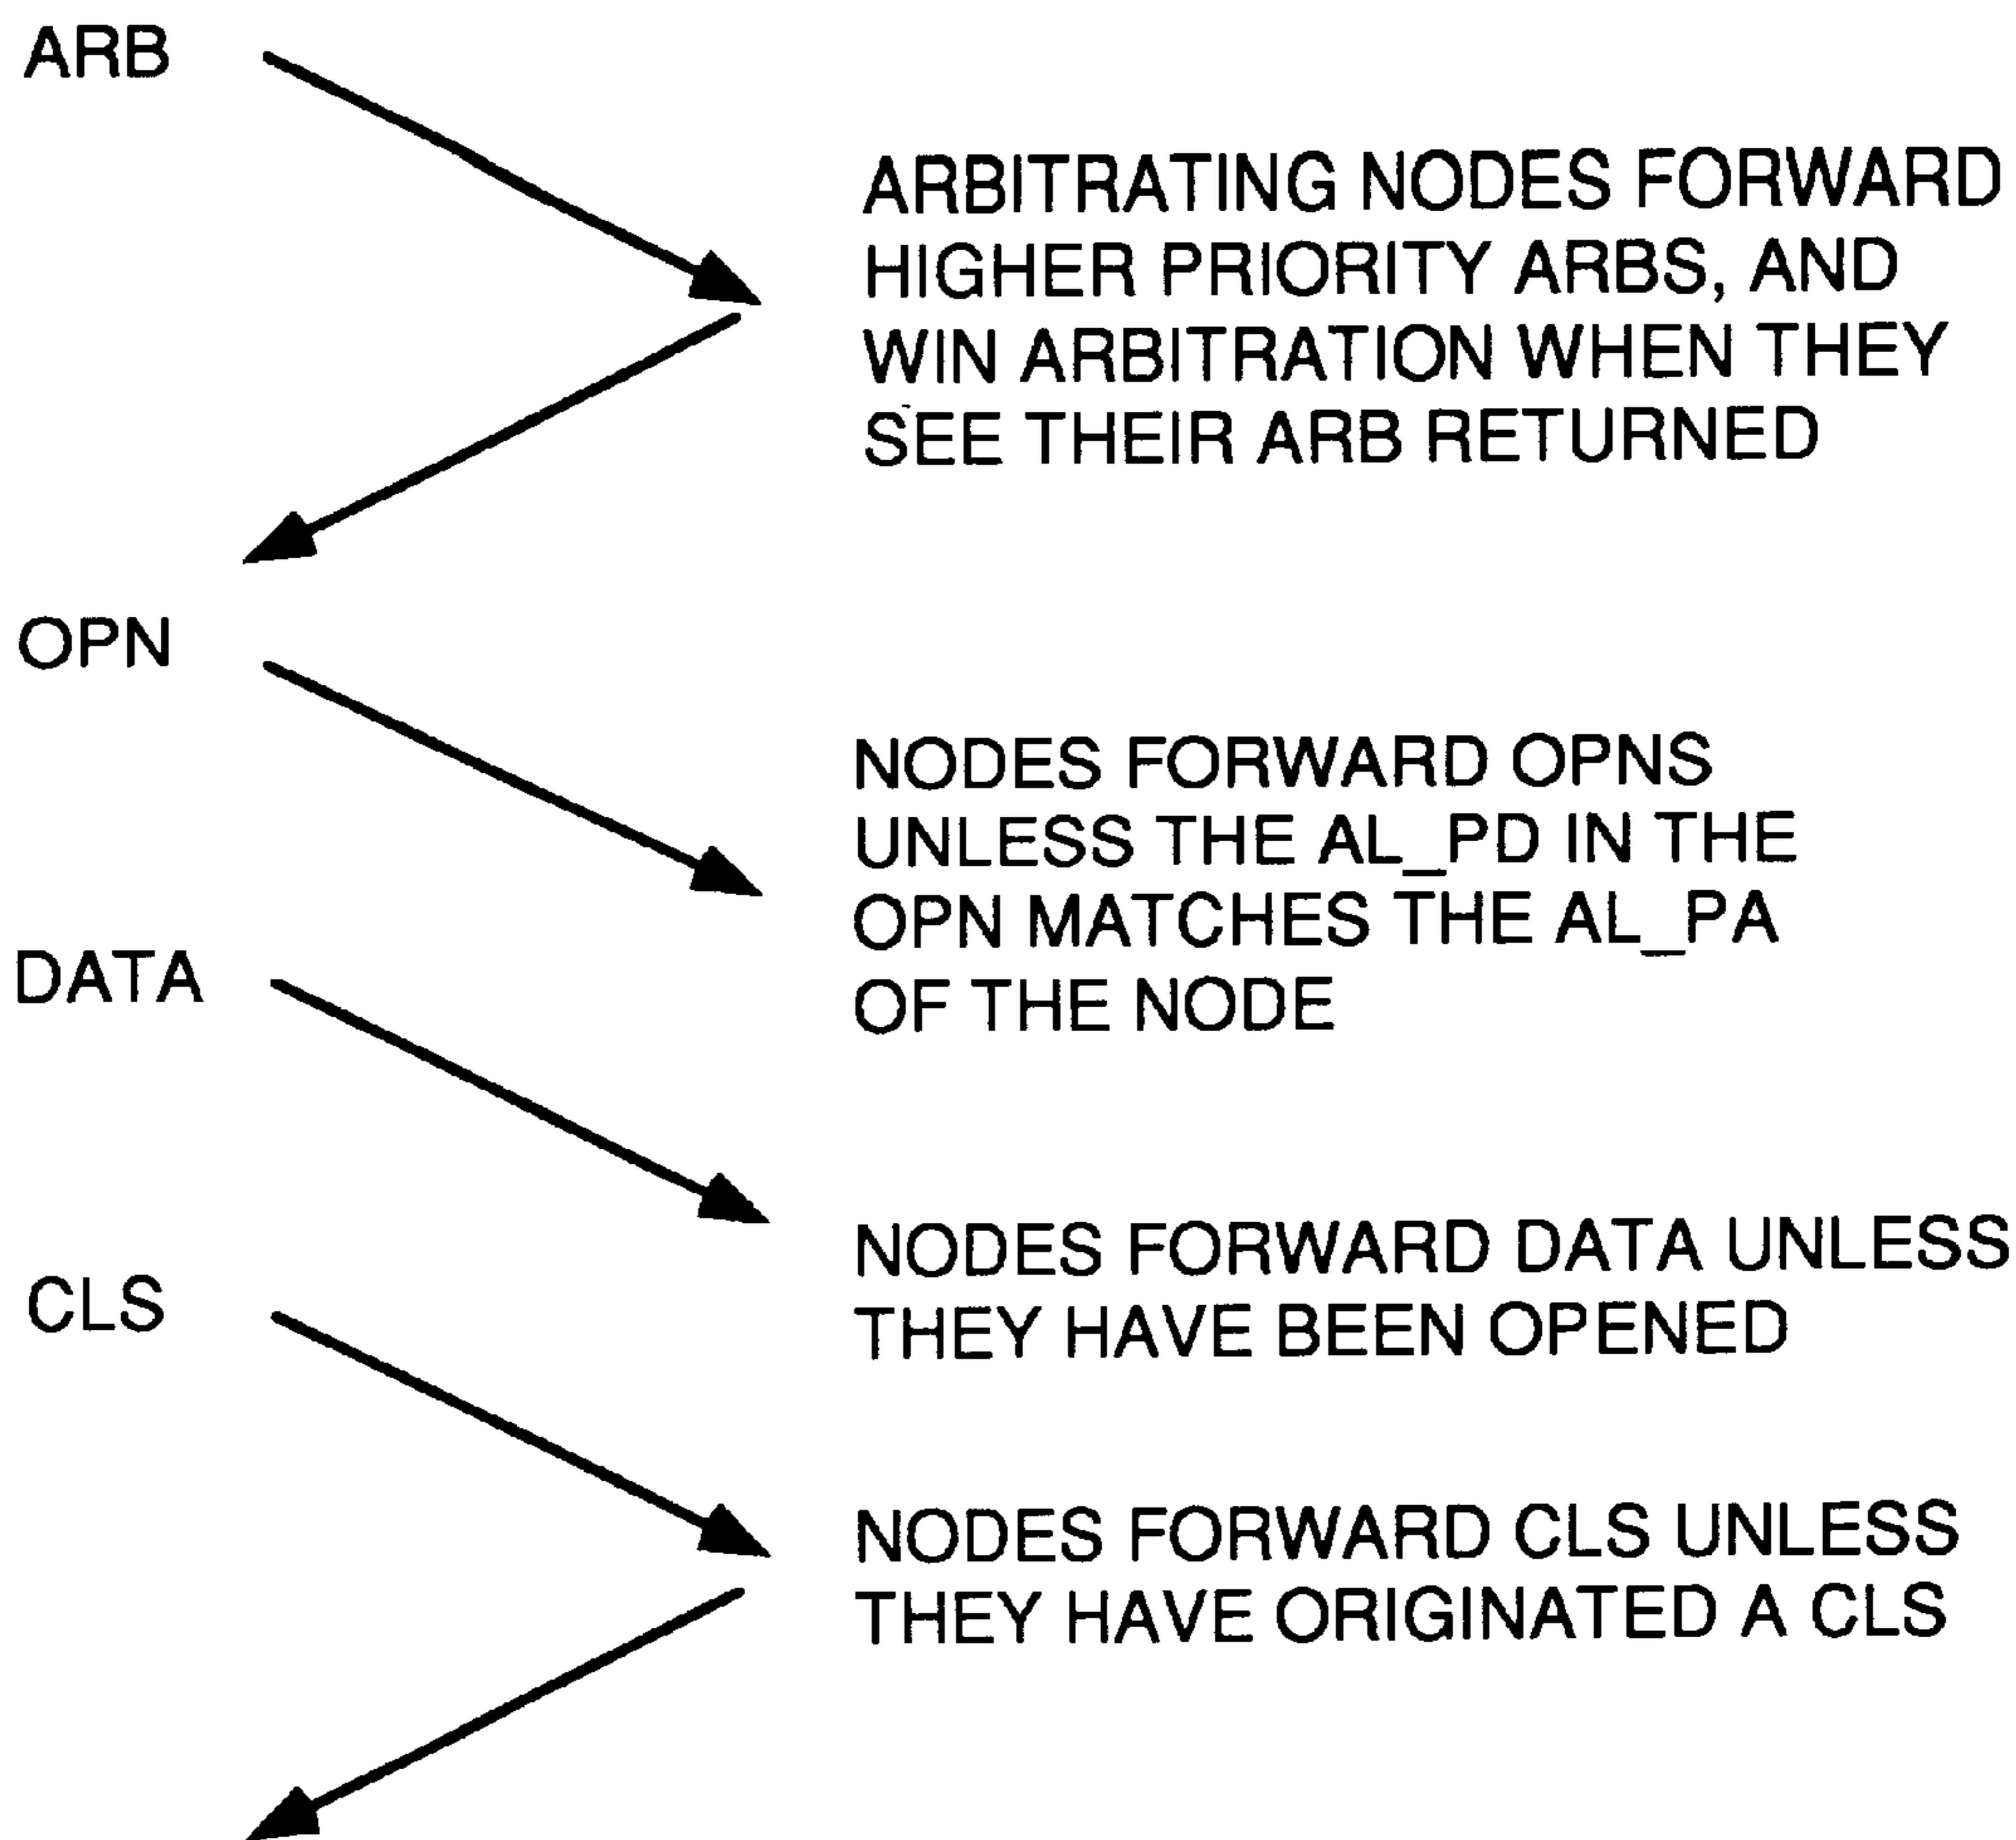 ARB
ARBITRATING NODES FORWARD
HIGHER PRIORITY ARBS, AND
WIN ARBITRATION WHEN THEY
SEE THEIR ARB RETURNED
OPN
NODES FORWARD OPNS
UNLESS THE AL_PD IN THE
OPN MATCHES THE AL_PA
OF THE NODE
DATA
NODES FORWARD DATA UNLESS
THEY HAVE BEEN OPENED
CLS
NODES FORWARD CLS UNLESS
THEY HAVE ORIGINATED A CLS